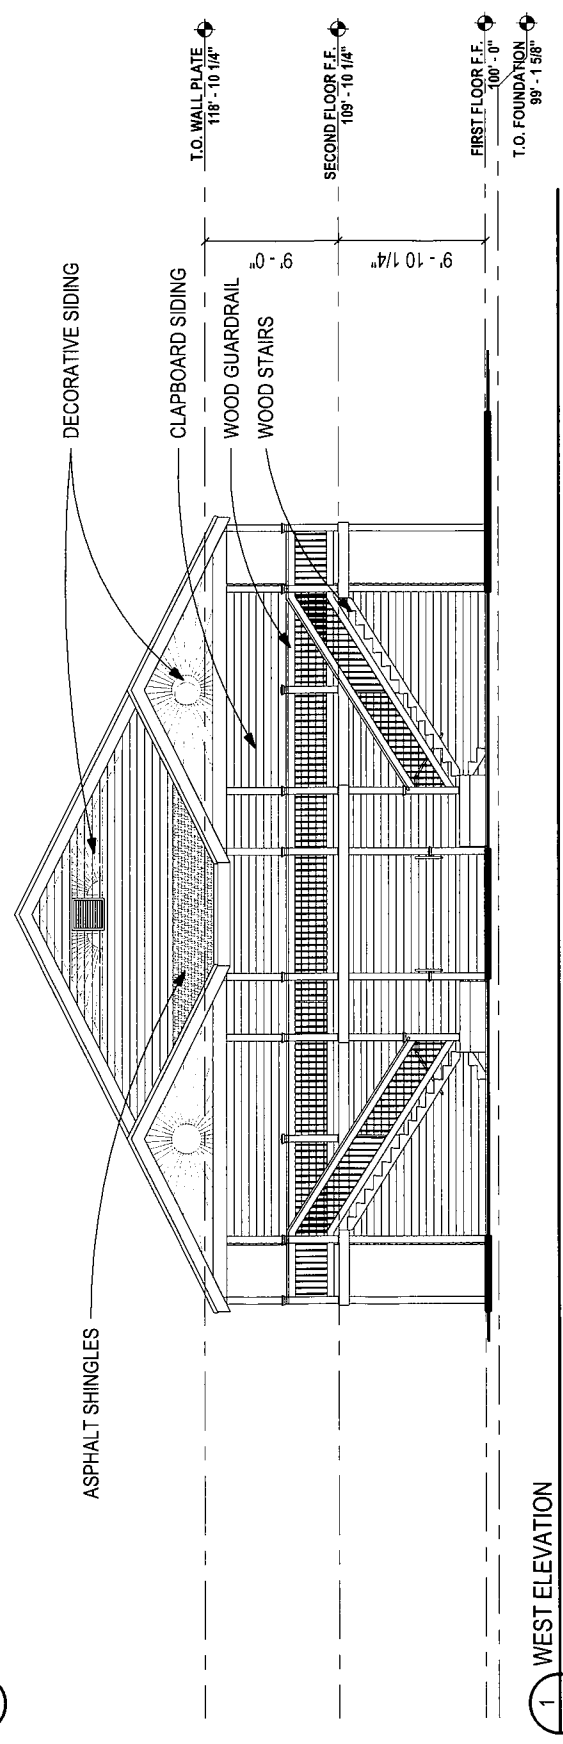 DECORATIVE SIDING
CLAPBOARD SIDING
WOOD GUARDRAIL
WOOD STAIRS
ASPHALT SHINGLES
T.O. WALL PLATE
118' - 10 1/4"
SECOND FLOOR F.F.
109' - 10 1/4"
FIRST FLOOR F.F.
100' - 0"
T.O. FOUNDATION
99' - 1 5/8"
9' - 0"
9' - 10 1/4"
1
WEST ELEVATION